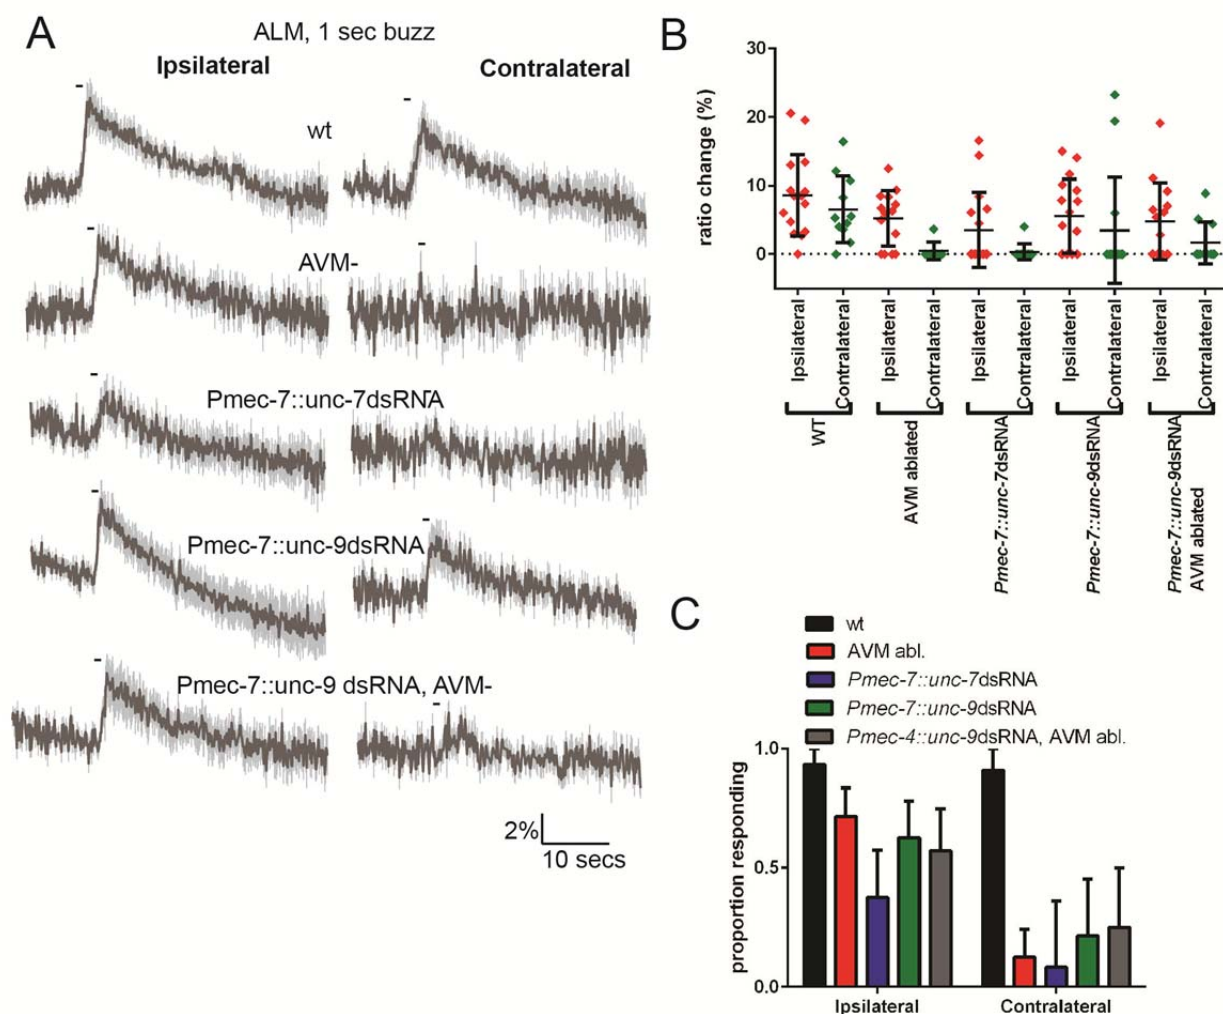 A
ALM, 1 sec buzz
Ipsilateral
Contralateral
wt
AVM-
Pmec-7::unc-7dsRNA
Pmec-7::unc-9dsRNA
Pmec-7::unc-9 dsRNA, AVM-
2%
10 secs
B
ratio change (%)
30
20
10
0
Ipsilateral
Contralateral
Ipsilateral
Contralateral
Ipsilateral
Contralateral
Ipsilateral
Contralateral
Ipsilateral
Contralateral
WT
AVM ablated
Pmec-7::unc-7dsRNA
Pmec-7::unc-9dsRNA
Pmec-7::unc-9dsRNA
AVM ablated
C
wt
AVM abl.
Pmec-7::unc-7dsRNA
Pmec-7::unc-9dsRNA
Pmec-4::unc-9dsRNA, AVM abl.
proportion responding
1.0
0.5
0.0
Ipsilateral
Contralateral